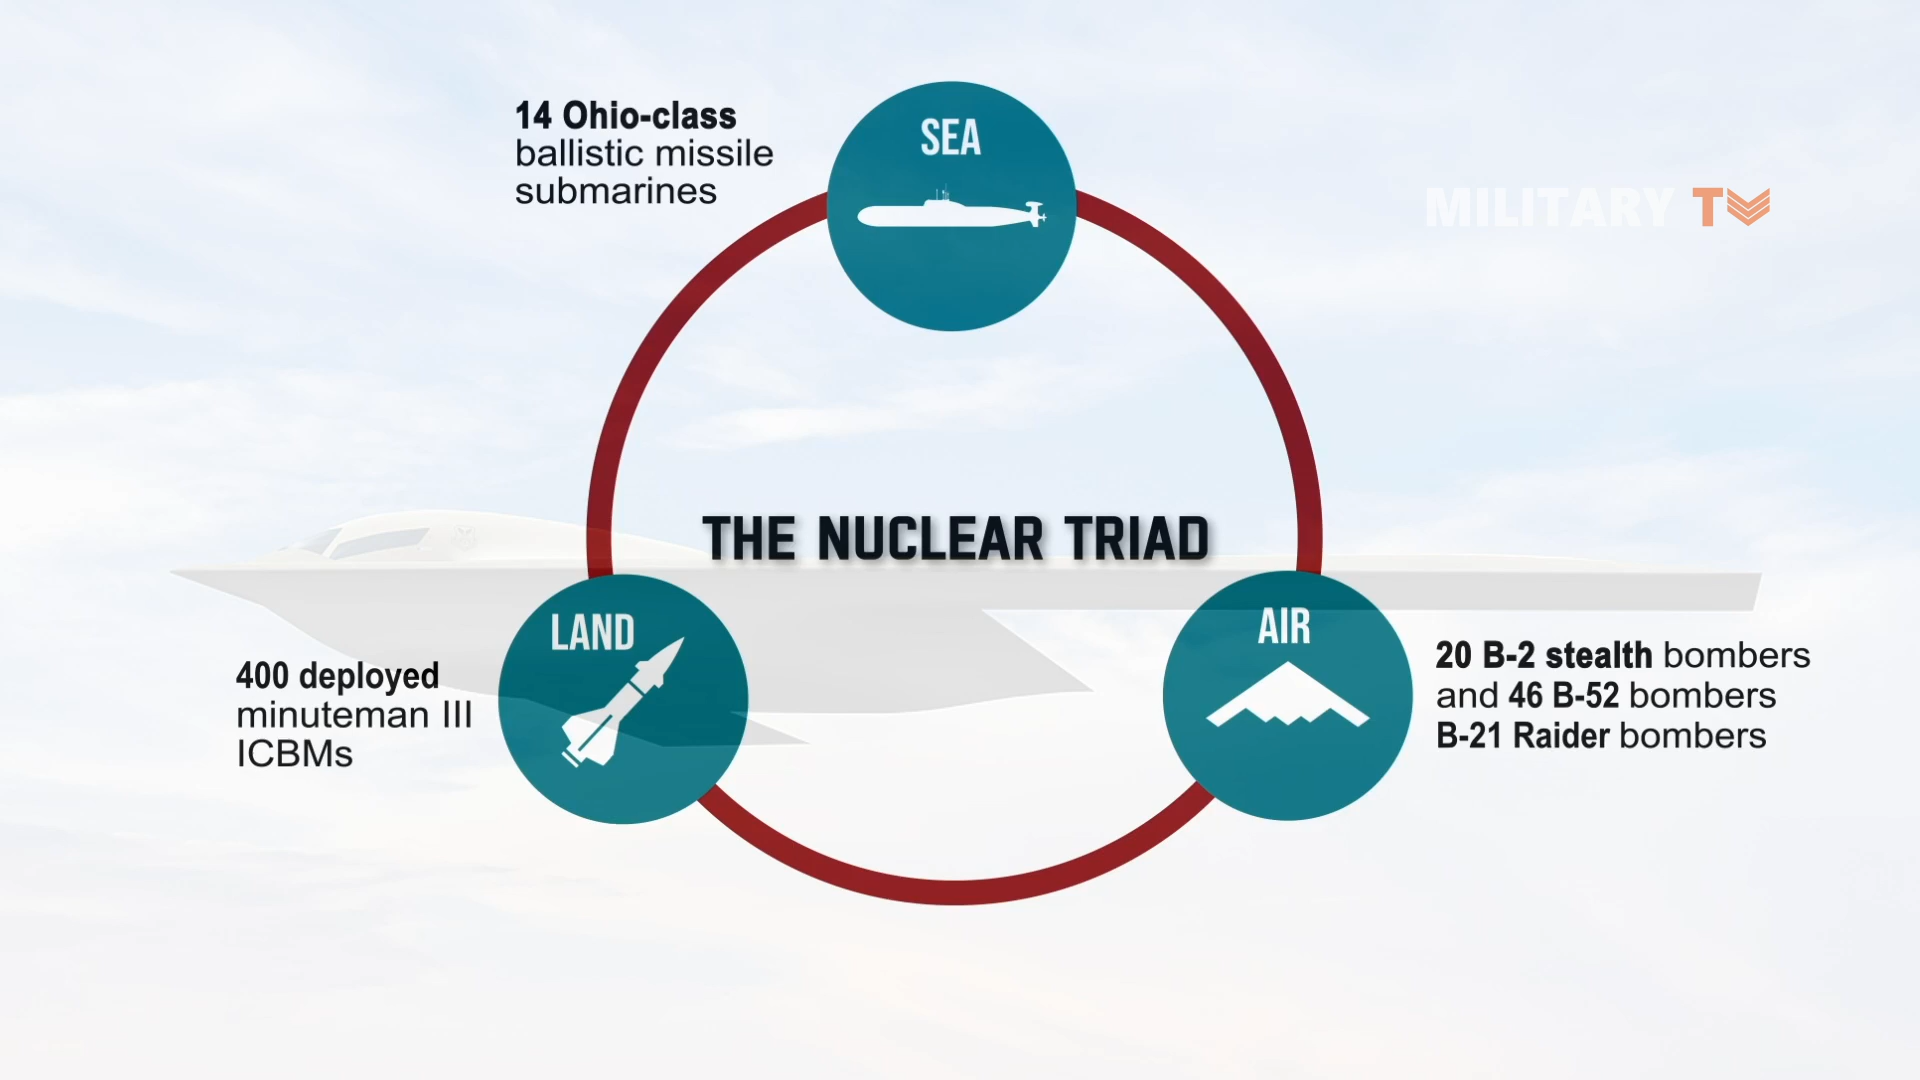 14 Ohio-class
ballistic missile
submarines
SEA
MILITARY TV
THE NUCLEAR TRIAD
LAND
400 deployed
minuteman III
ICBMs
AIR
20 B-2 stealth bombers
and 46 B-52 bombers
B-21 Raider bombers